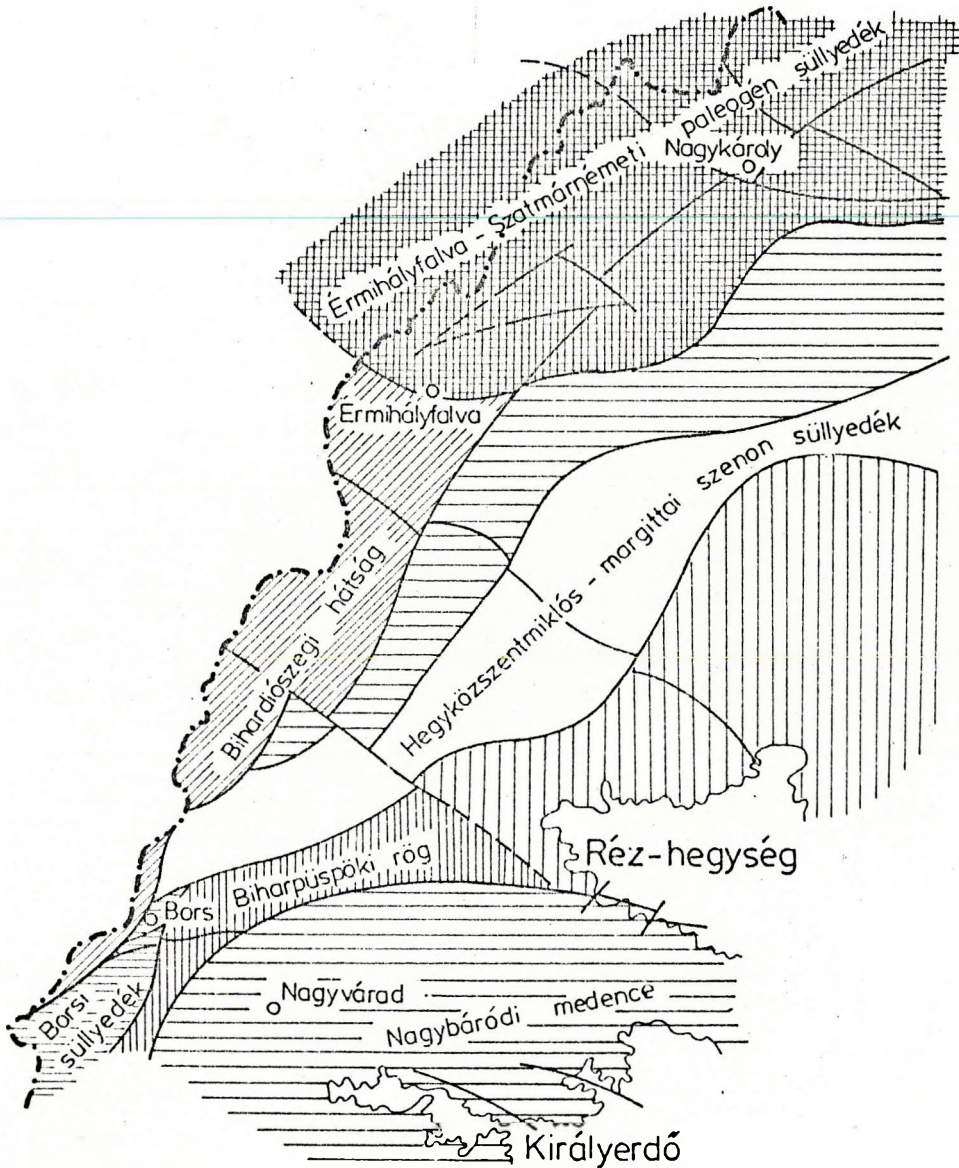 Érmihályfalva - Szatmárnémeti paleogén süllyedék
Nagykároly
Ermihályfalva
Hegyközszentmiklós - margittai szenon süllyedék
Bihardiószegi hátság
Réz-hegység
Biharpüspöki rög
Bors
Borsi
süllyedék
Nagyvárad
Nagybáródi medence
Királyerdő